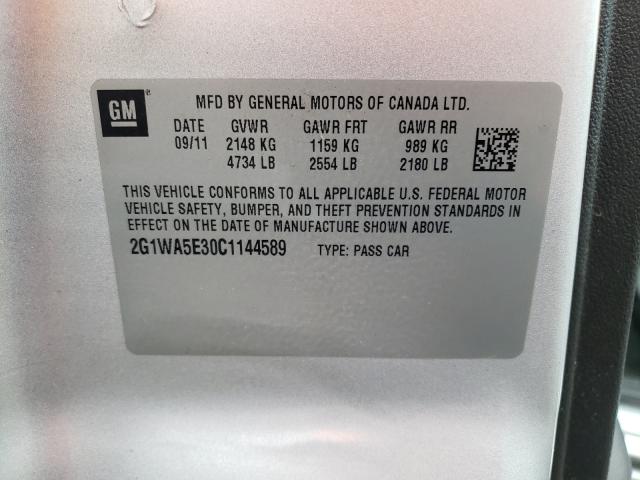 GM
MFD BY GENERAL MOTORS OF CANADA LTD.
DATE GVWR GAWR FRT GAWR RR
09/11 2148 KG 1159 KG 989 KG
4734 LB 2554 LB 2180 LB
THIS VEHICLE CONFORMS TO ALL APPLICABLE U.S. FEDERAL MOTOR
VEHICLE SAFETY, BUMPER, AND THEFT PREVENTION STANDARDS IN
EFFECT ON THE DATE OF MANUFACTURE SHOWN ABOVE.
2G1WA5E30C1144589 TYPE: PASS CAR